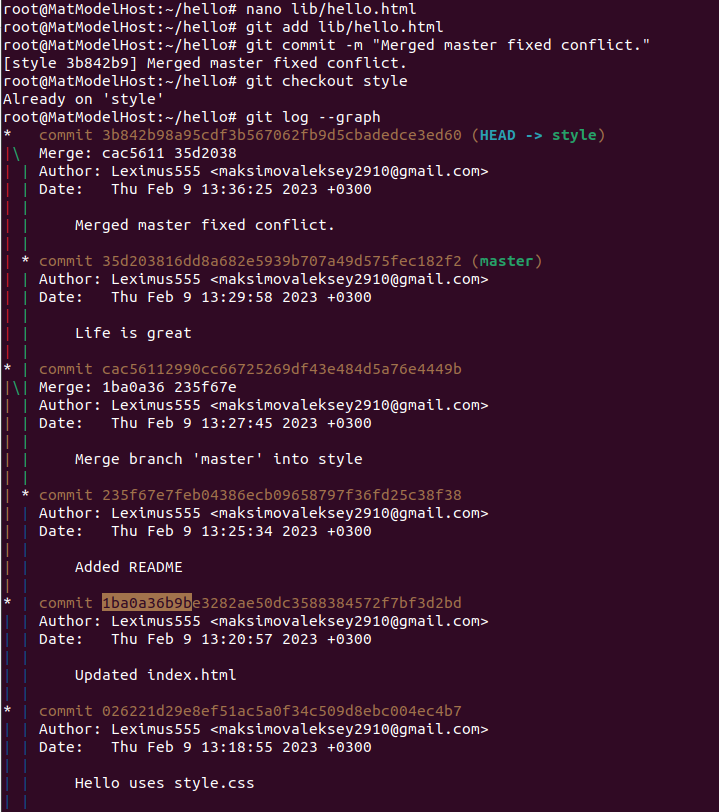 root@MatModelHost:~/hello# nano lib/hello.html
root@MatModelHost:~/hello# git add lib/hello.html
root@MatModelHost:~/hello# git commit -m "Merged master fixed conflict."
[style 3b842b9] Merged master fixed conflict.
root@MatModelHost:~/hello# git checkout style
Already on 'style'
root@MatModelHost:~/hello# git log --graph
*   commit 3b842b98a95cdf3b567062fb9d5cbadedce3ed60 (HEAD -> style)
|\  Merge: cac5611 35d2038
| | Author: Leximus555 <maksimovaleksey2910@gmail.com>
| | Date:   Thu Feb 9 13:36:25 2023 +0300
| |
| |     Merged master fixed conflict.
| |
| * commit 35d203816dd8a682e5939b707a49d575fec182f2 (master)
| | Author: Leximus555 <maksimovaleksey2910@gmail.com>
| | Date:   Thu Feb 9 13:29:58 2023 +0300
| |
| |     Life is great
| |
* | commit cac56112990cc66725269df43e484d5a76e4449b
|\| Merge: 1ba0a36 235f67e
| | Author: Leximus555 <maksimovaleksey2910@gmail.com>
| | Date:   Thu Feb 9 13:27:45 2023 +0300
| |
| |     Merge branch 'master' into style
| |
| * commit 235f67e7feb04386ecb09658797f36fd25c38f38
| | Author: Leximus555 <maksimovaleksey2910@gmail.com>
| | Date:   Thu Feb 9 13:25:34 2023 +0300
| |
| |     Added README
| |
* | commit 1ba0a36b9be3282ae50dc3588384572f7bf3d2bd
| | Author: Leximus555 <maksimovaleksey2910@gmail.com>
| | Date:   Thu Feb 9 13:20:57 2023 +0300
| |
| |     Updated index.html
| |
* | commit 026221d29e8ef51ac5a0f34c509d8ebc004ec4b7
| | Author: Leximus555 <maksimovaleksey2910@gmail.com>
| | Date:   Thu Feb 9 13:18:55 2023 +0300
| |
| |     Hello uses style.css
| |